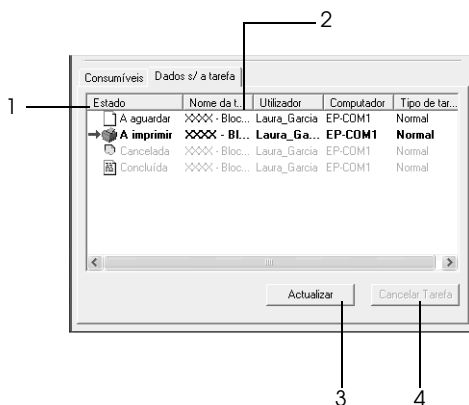 2
Consumíveis Dados s/ a tarefa
1
Estado Nome da t... Utilizador Computador Tipo de tar...
A aguardar XXXX - Bloc... Laura_Garcia EP-COM1 Normal
A imprimir XXXX - Bl... Laura_Ga... EP-COM1 Normal
Cancelada XXXX - Bloc... Laura_Garcia EP-COM1 Normal
Concluída XXXX - Bloc... Laura_Garcia EP-COM1 Normal
Actualizar Cancelar Tarefa
3 4